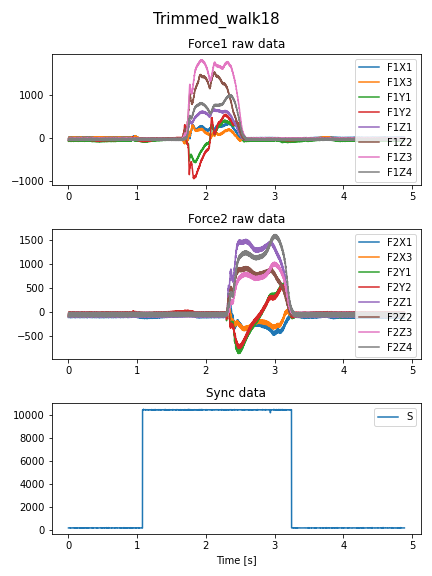 Trimmed_walk18
Force1 raw data
F1X1
F1X3
F1Y1
F1Y2
F1Z1
F1Z2
F1Z3
F1Z4
1000
0
−1000
0 1 2 3 4 5
Force2 raw data
F2X1
F2X3
F2Y1
F2Y2
F2Z1
F2Z2
F2Z3
F2Z4
1500
1000
500
0
−500
0 1 2 3 4 5
Sync data
S
10000
8000
6000
4000
2000
0
0 1 2 3 4 5
Time [s]